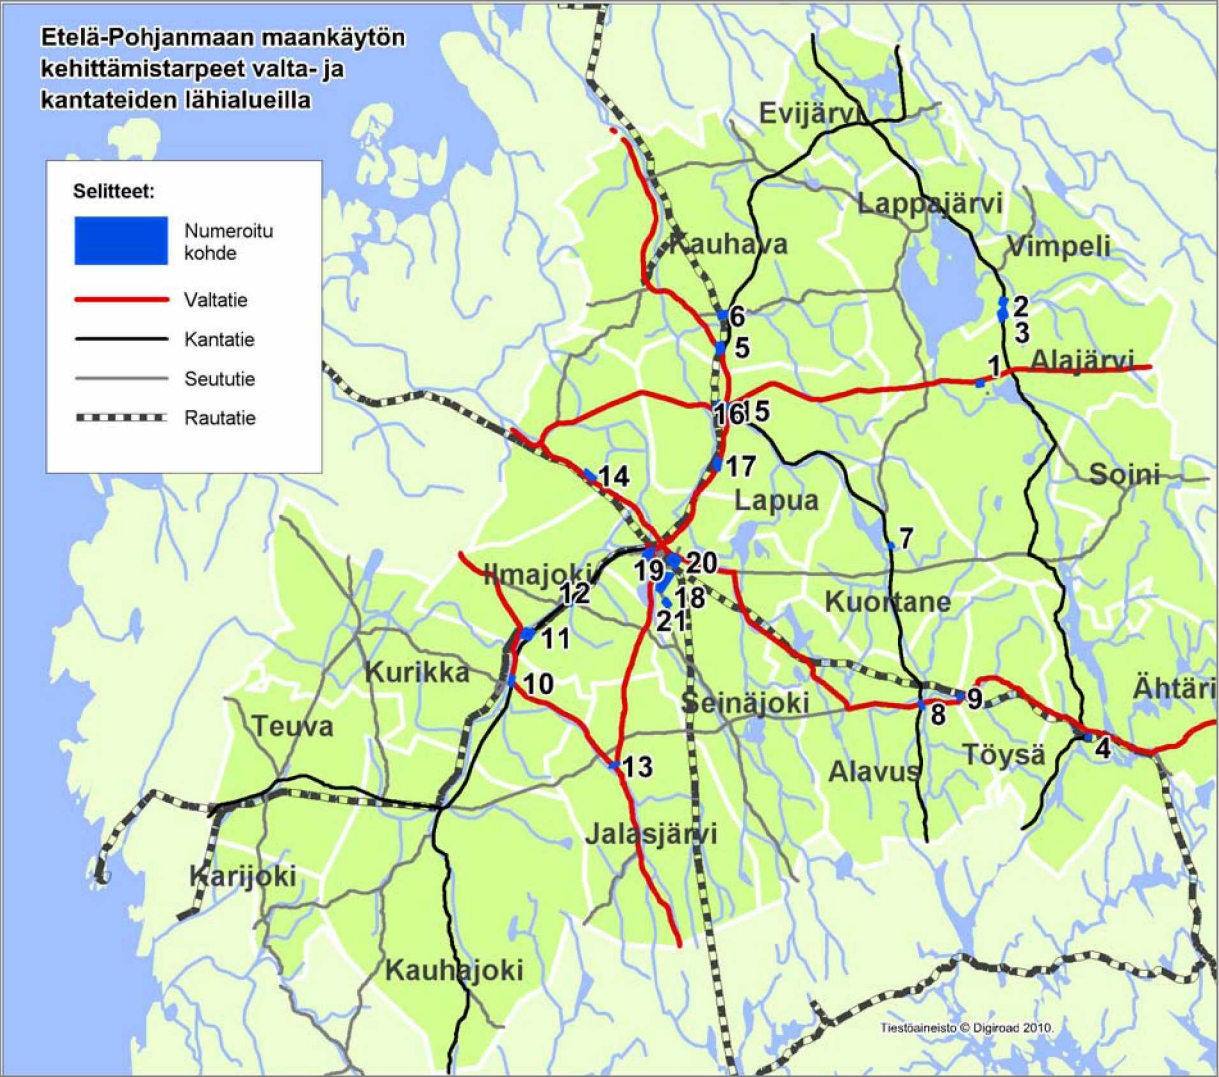 Etelä-Pohjanmaan maankäytön
kehittämistarpeet valta- ja
kantateiden lähialueilla
Selitteet:
Numeroitu
kohde
Valtatie
Kantatie
Seututie
Rautatie
Evijärvi
Lappajärvi
Kauhava
Vimpeli
2
6
3
5
1
Alajärvi
16
15
14
17
Soini
Lapua
7
19
20
Ilmajoki
12
18
Kuortane
21
11
Kurikka
10
Seinäjoki
9
Ähtäri
8
Teuva
4
Töysä
13
Alavus
Jalasjärvi
Karijoki
Kauhajoki
Tiestöaineisto © Digiroad 2010.